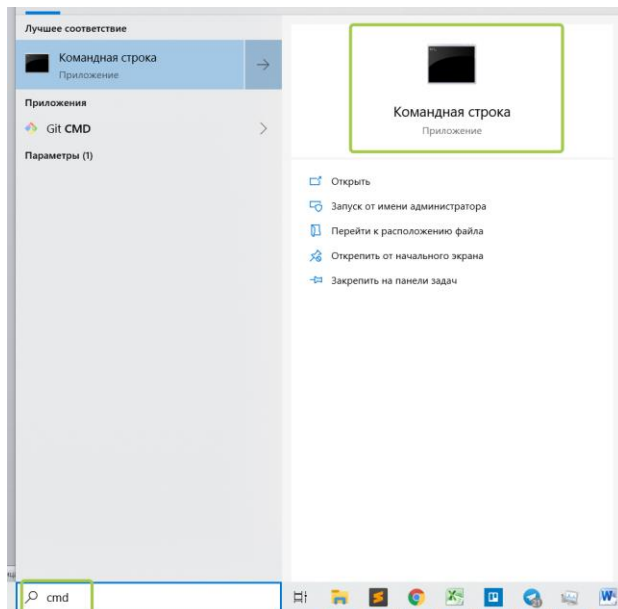 Лучшее соответствие
Командная строка
Приложение
Приложения
Git CMD
Параметры (1)
Командная строка
Приложение
Открыть
Запуск от имени администратора
Перейти к расположению файла
Открепить от начального экрана
Закрепить на панели задач
cmd